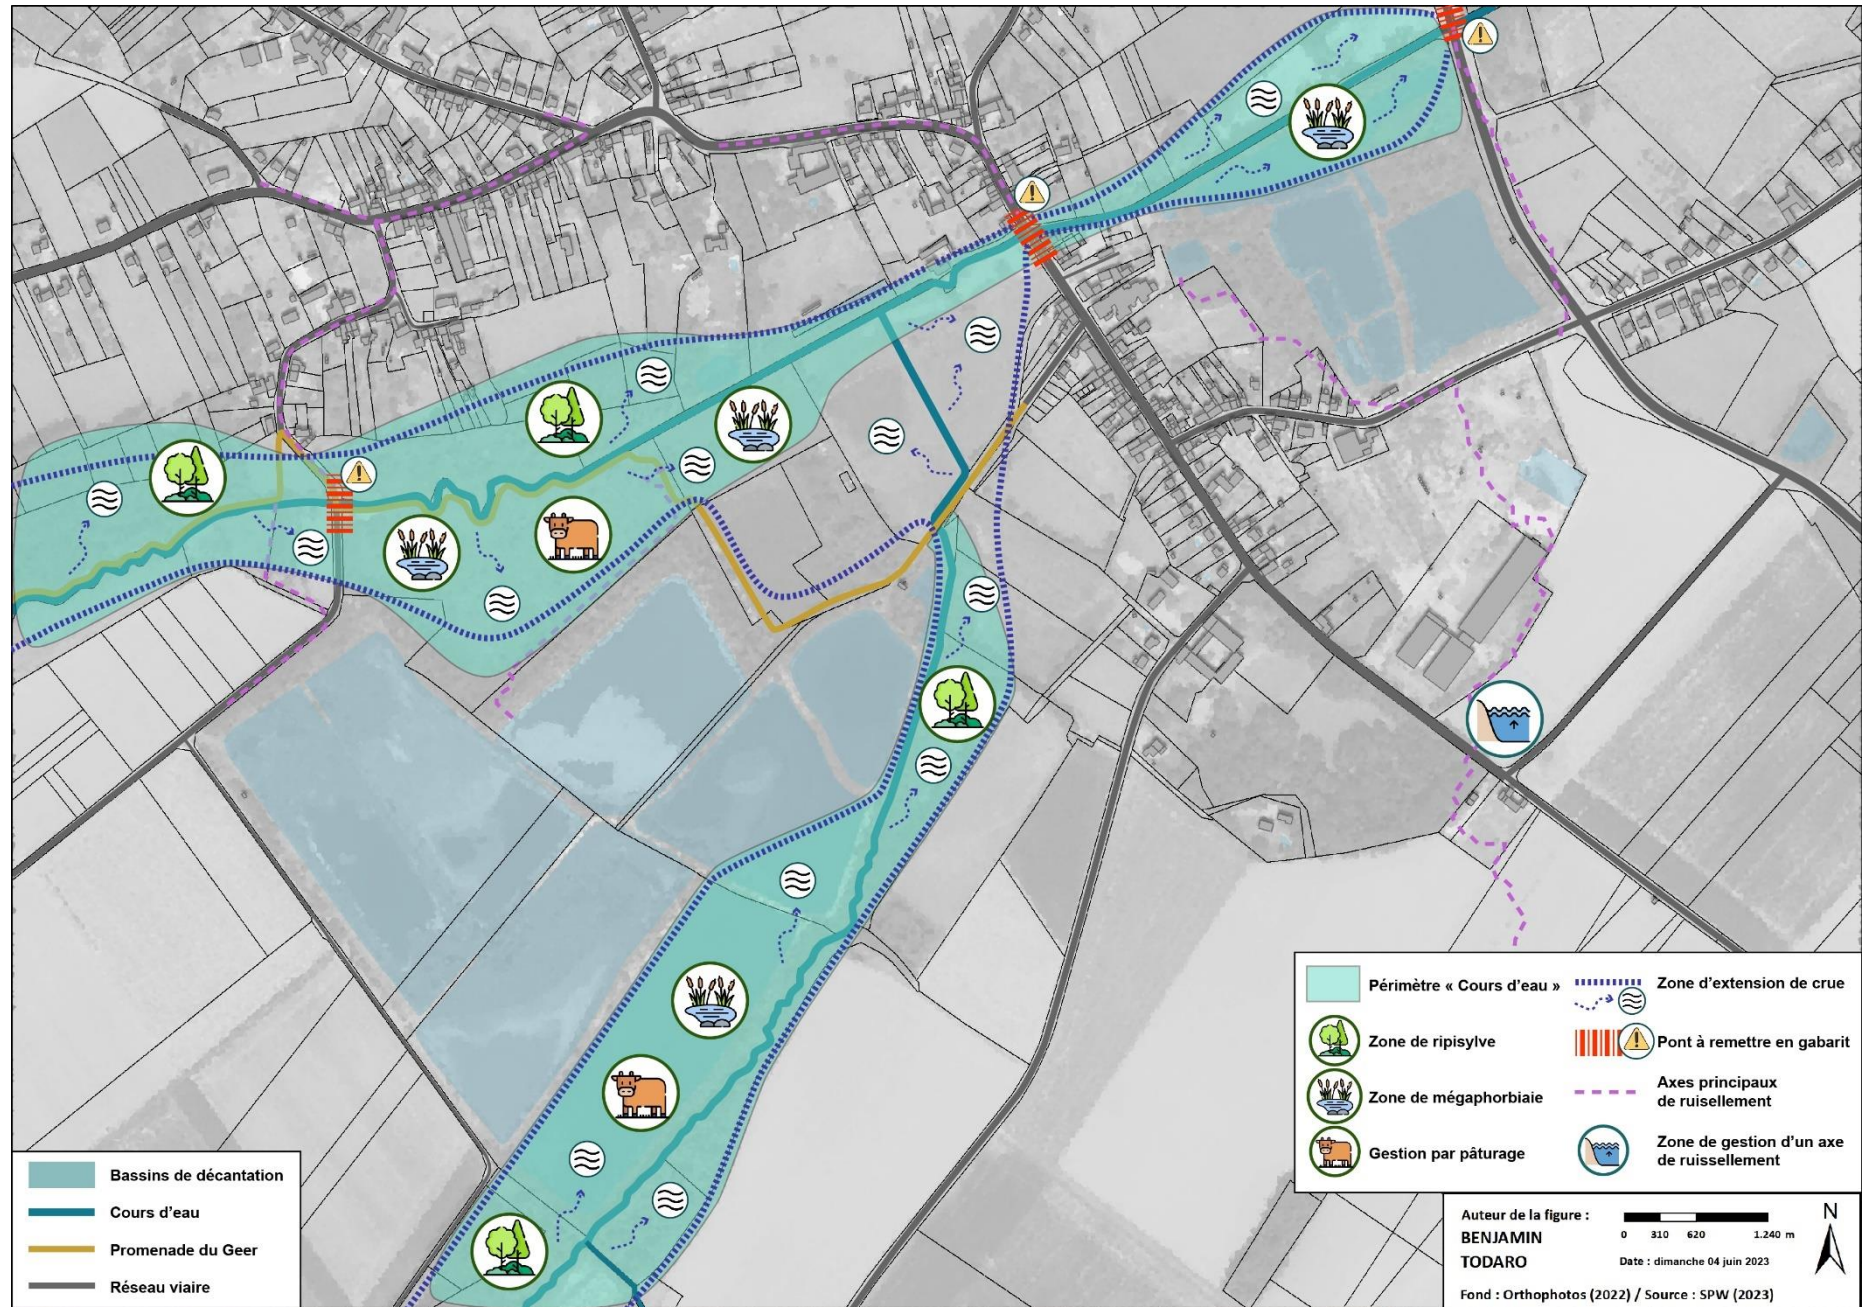 Périmètre « Cours d'eau »
Zone de ripisylve
Zone de mégaphorbiaie
Gestion par pâturage
Zone d'extension de crue
Pont à remettre en gabarit
Axes principaux
de ruisellement
Zone de gestion d'un axe
de ruissellement
Bassins de décantation
Cours d'eau
Promenade du Geer
Réseau viaire
Auteur de la figure :
BENJAMIN
TODARO
0 310 620 1.240 m
Date : dimanche 04 juin 2023
N
Fond : Orthophotos (2022) / Source : SPW (2023)